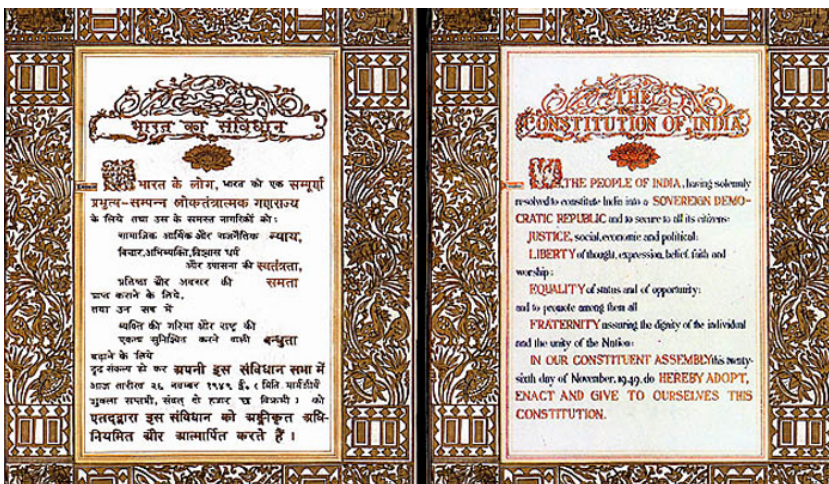 भारत का संविधान
हम भारत के लोग, भारत को एक सम्पूर्ण
प्रभुत्व-सम्पन्न लोकतंत्रात्मक गणराज्य
के लिये तथा उस के समस्त नागरिकों को:
सामाजिक आर्थिक और राजनैतिक न्याय,
विचार, अभिव्यक्ति, विश्वास धर्म
और उपासना की स्वतंत्रता,
प्रतिष्ठा और अवसर की समता
प्राप्त कराने के लिये,
तथा उन सब में
व्यक्ति की गरिमा और राष्ट्र की
एकता सुनिश्चित करने वाली बन्धुता
बढ़ाने के लिये
दृढ़ संकल्प हो कर अपनी इस संविधान सभा में
आज तारीख २६ नवम्बर १९४९ ई. (मिति मार्गशीर्ष
शुक्ला सप्तमी, संवत् दो हजार छ विक्रमी) को
एतद्द्वारा इस संविधान को अङ्गीकृत अधि-
नियमित और आत्मार्पित करते हैं।
THE
CONSTITUTION OF INDIA
WE, THE PEOPLE OF INDIA, having solemnly
resolved to constitute India into a SOVEREIGN DEMO-
CRATIC REPUBLIC and to secure to all its citizens:
JUSTICE, social, economic and political;
LIBERTY of thought, expression, belief, faith and
worship;
EQUALITY of status and of opportunity;
and to promote among them all
FRATERNITY assuring the dignity of the individual
and the unity of the Nation;
IN OUR CONSTITUENT ASSEMBLY this twenty-
sixth day of November, 1949, do HEREBY ADOPT,
ENACT AND GIVE TO OURSELVES THIS
CONSTITUTION.